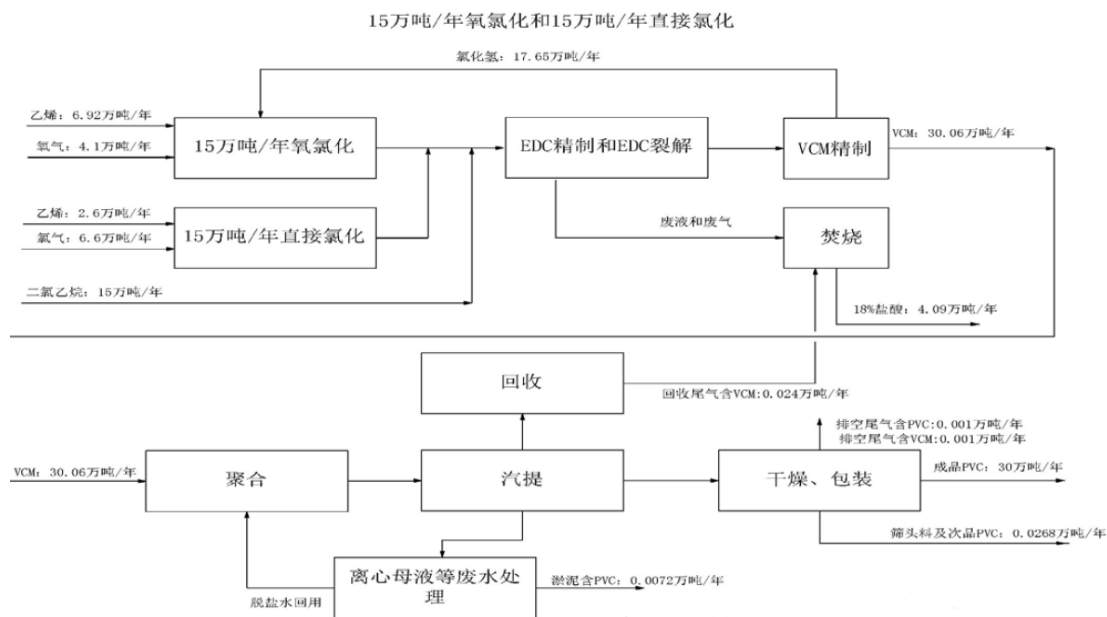 15万吨/年氧氯化和15万吨/年直接氯化
氯化氢：17.65万吨/年
乙烯：6.92万吨/年
氧气：4.1万吨/年
15万吨/年氧氯化
EDC精制和EDC裂解
VCM精制
VCM：30.06万吨/年
乙烯：2.6万吨/年
氯气：6.6万吨/年
15万吨/年直接氯化
废液和废气
焚烧
二氯乙烷：15万吨/年
18%盐酸：4.09万吨/年
回收
回收尾气含VCM:0.024万吨/年
排空尾气含PVC:0.001万吨/年
排空尾气含VCM:0.001万吨/年
VCM：30.06万吨/年
聚合
汽提
干燥、包装
成品PVC：30万吨/年
筛头料及次品PVC：0.0268万吨/年
离心母液等废水处
理
淤泥含PVC：0.0072万吨/年
脱盐水回用